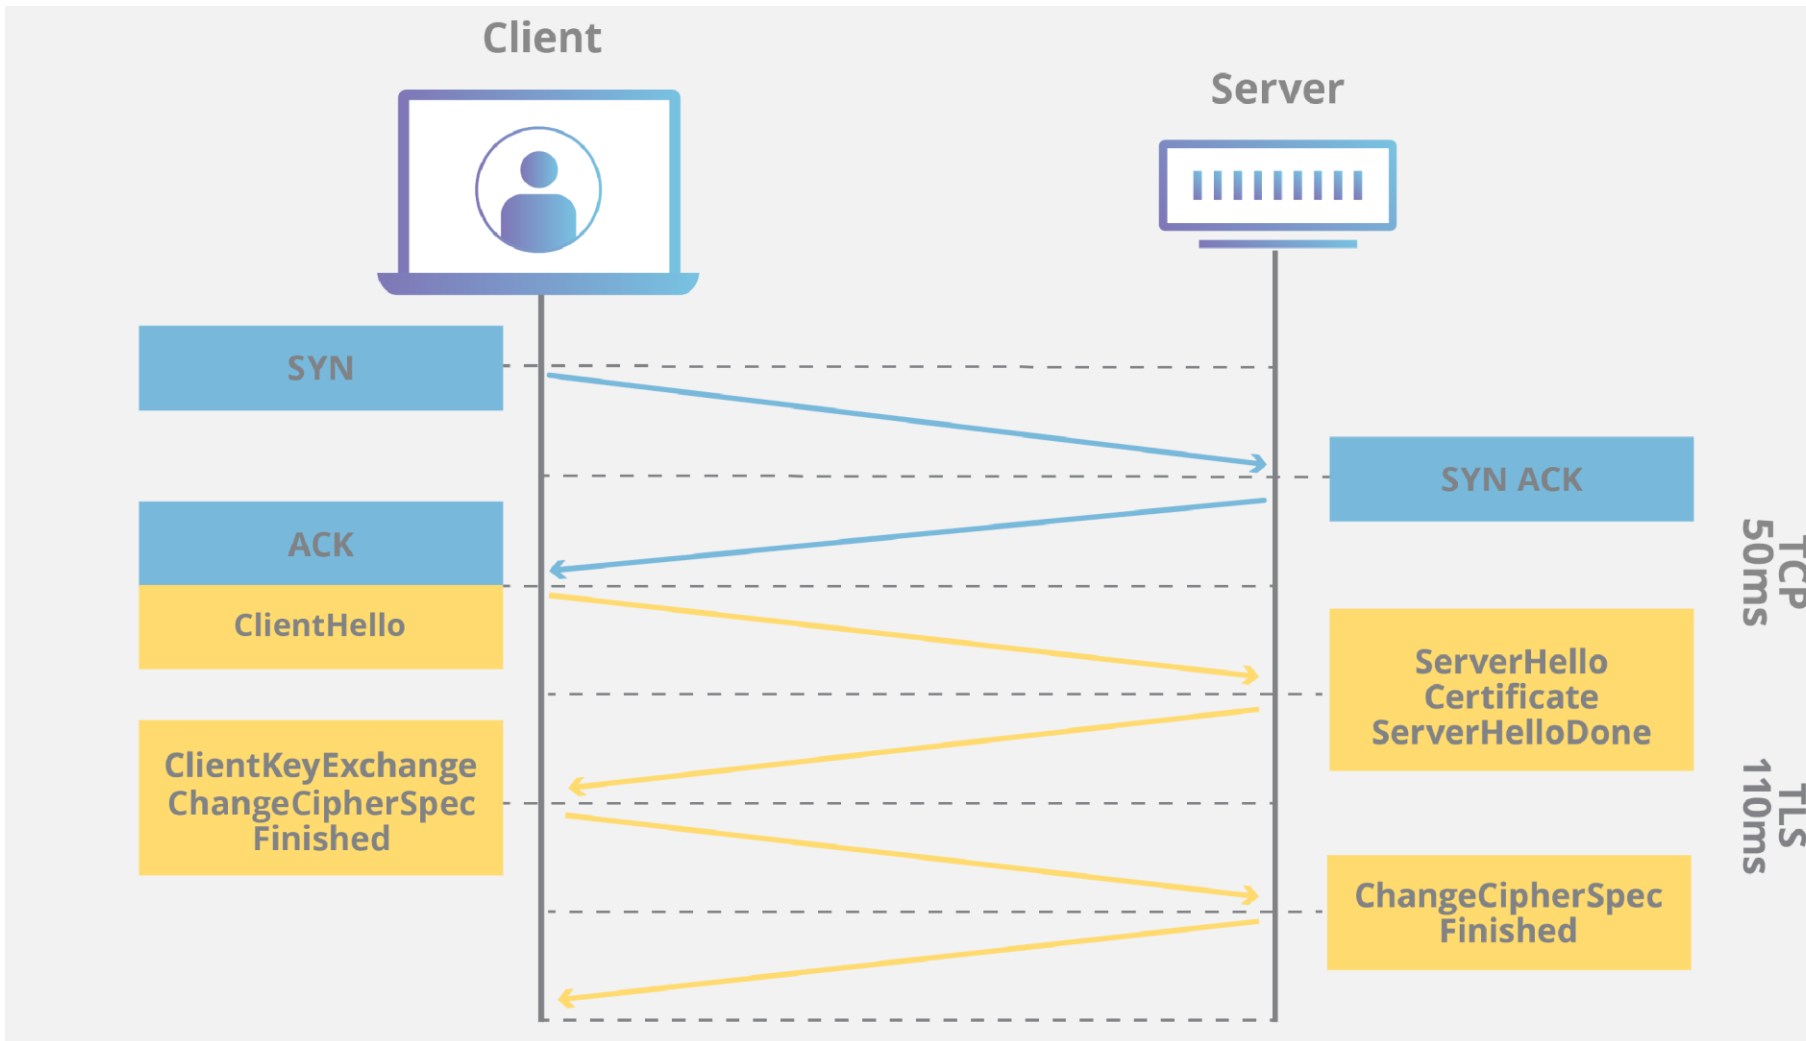 Client
Server
SYN
SYN ACK
ACK
ClientHello
TCP
50ms
ServerHello
Certificate
ServerHelloDone
ClientKeyExchange
ChangeCipherSpec
Finished
TLS
110ms
ChangeCipherSpec
Finished